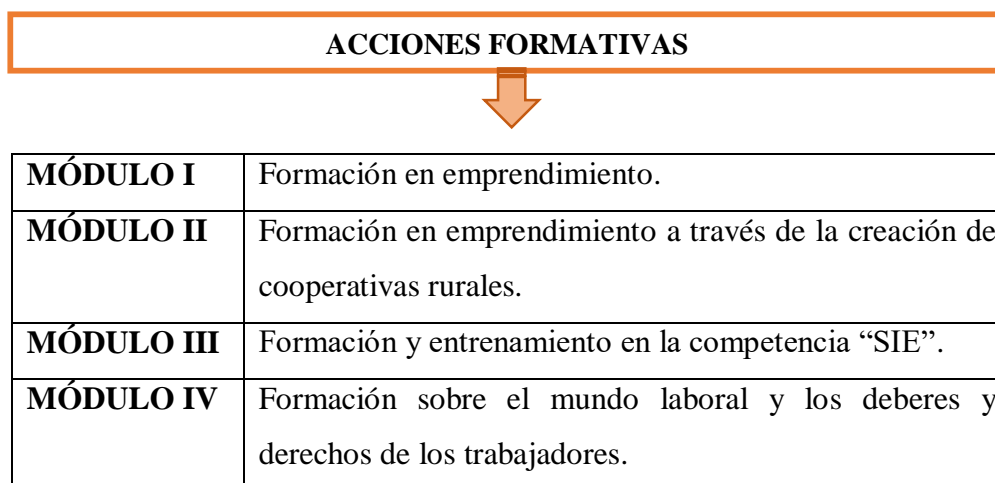 ACCIONES FORMATIVAS
MÓDULO I Formación en emprendimiento.
MÓDULO II Formación en emprendimiento a través de la creación de
cooperativas rurales.
MÓDULO III Formación y entrenamiento en la competencia “SIE”.
MÓDULO IV Formación sobre el mundo laboral y los deberes y
derechos de los trabajadores.